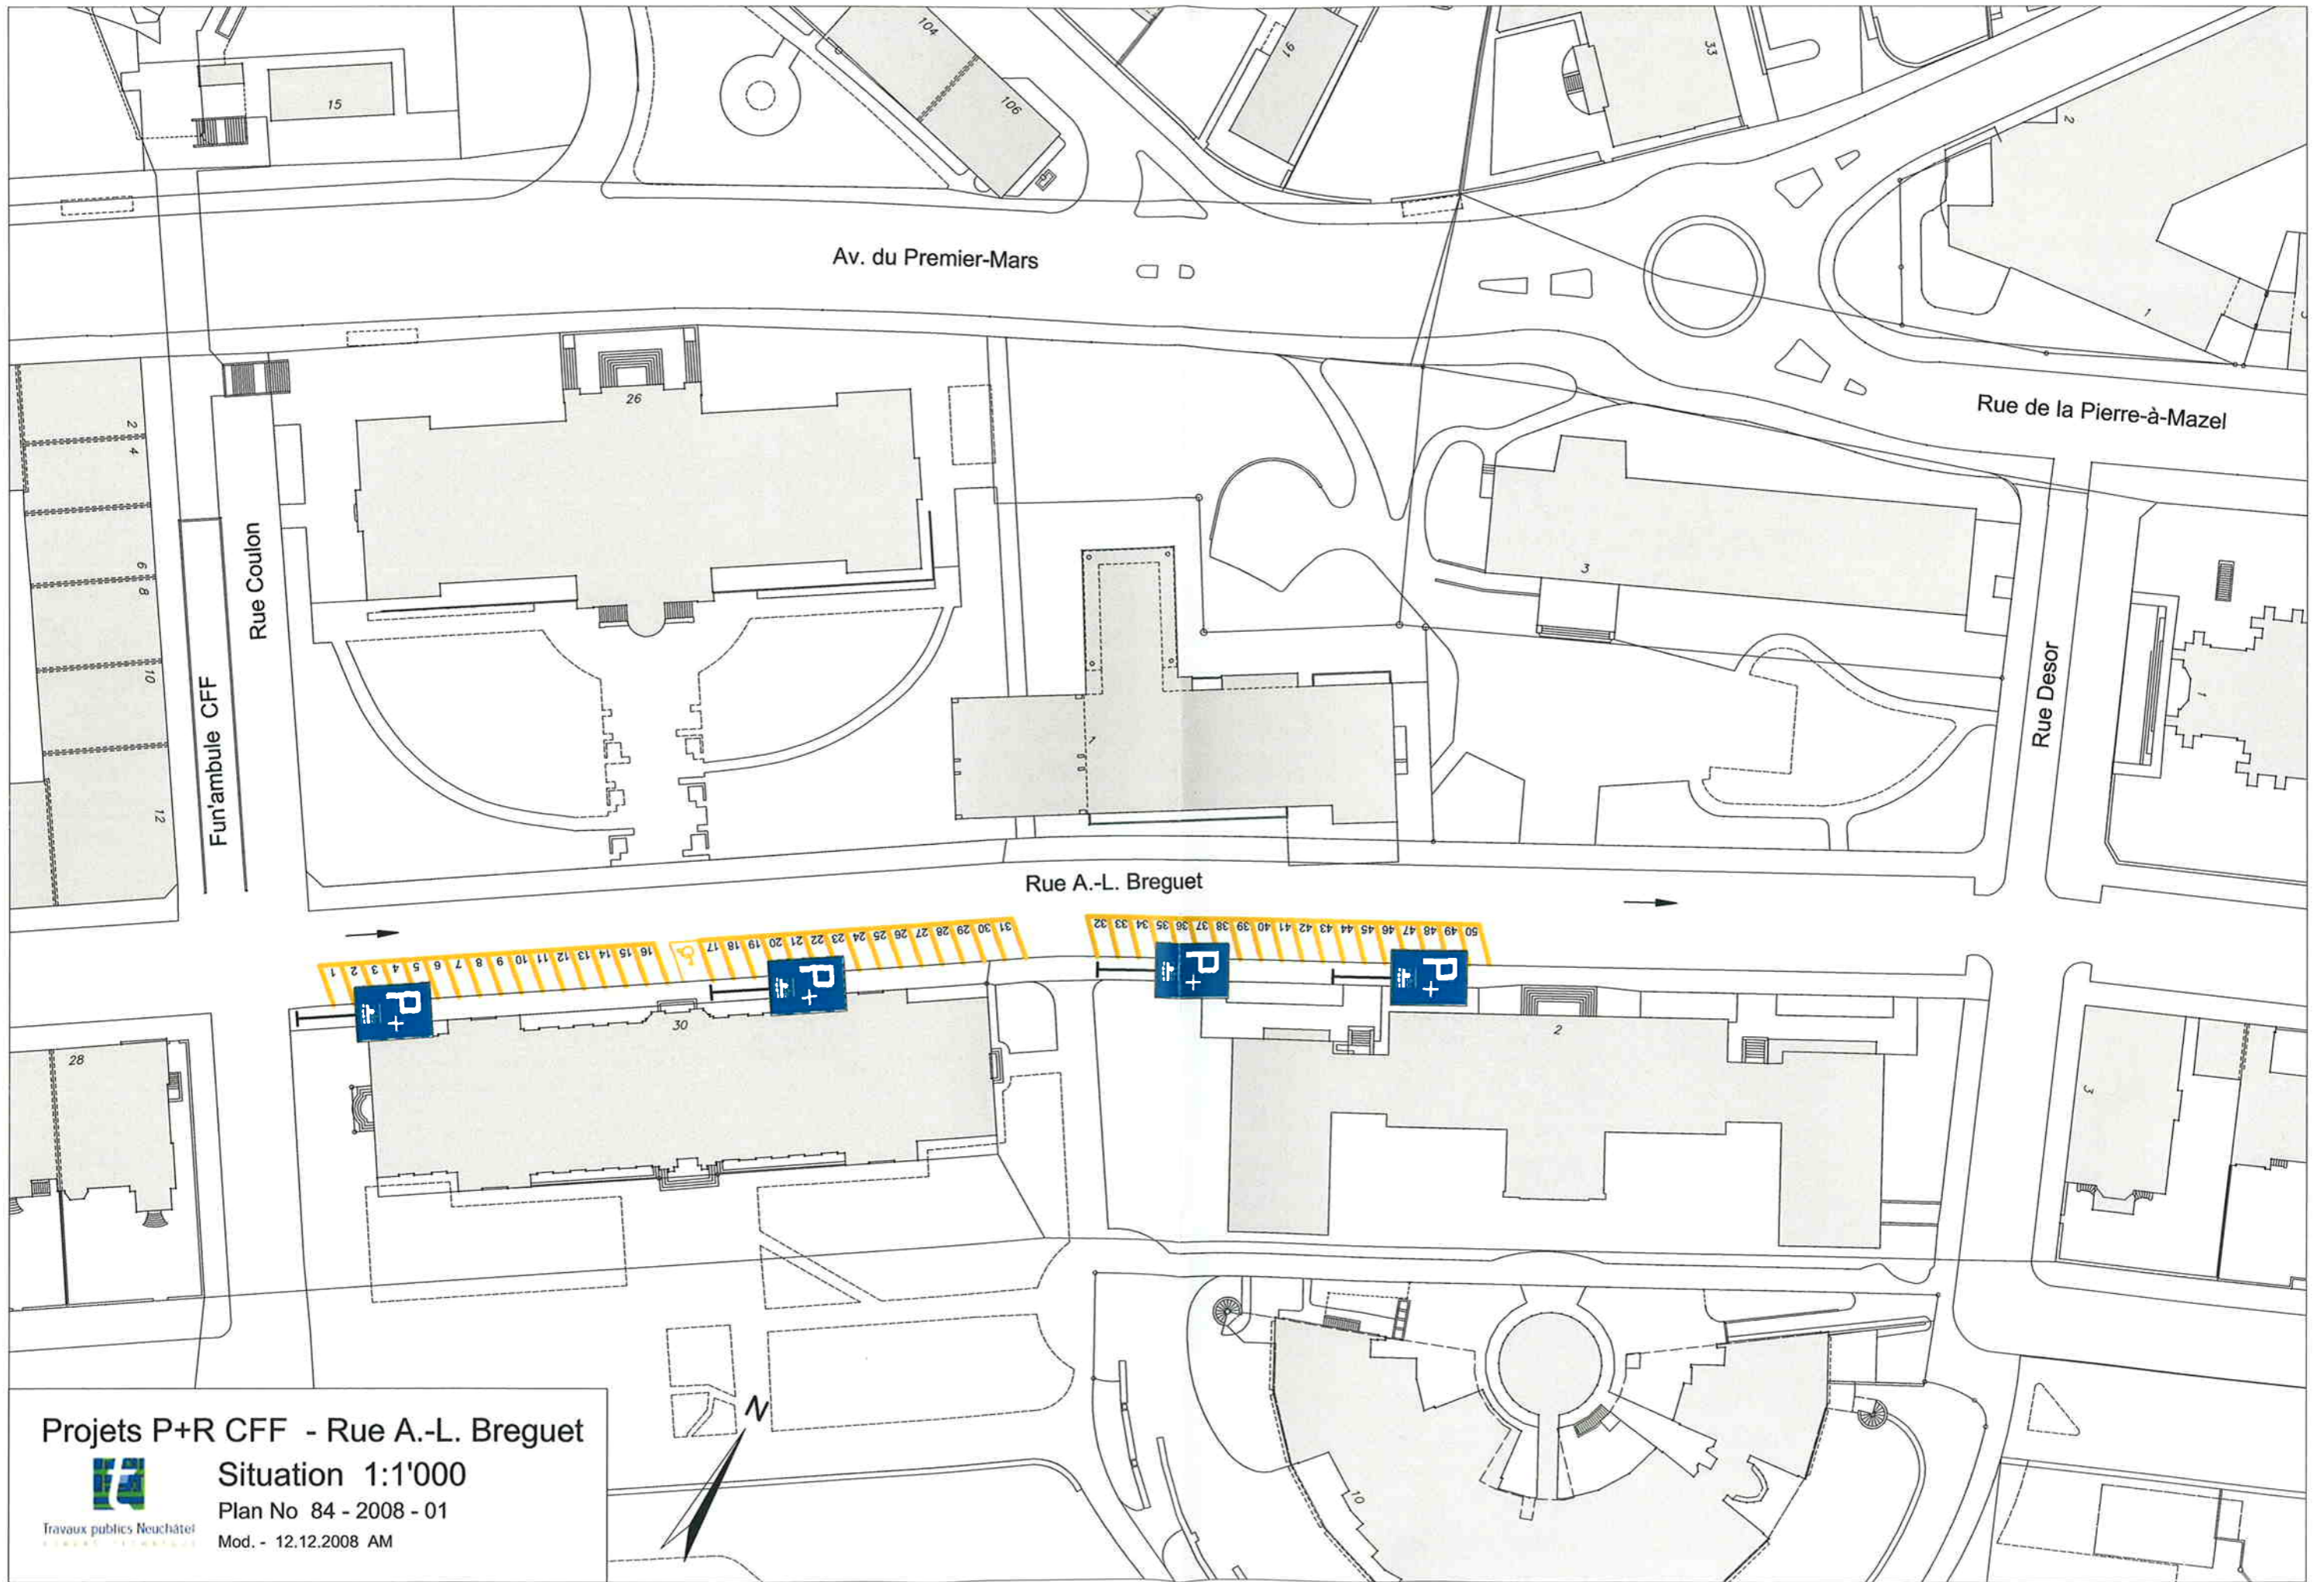 15
104
106
91
33
2
1
Av. du Premier-Mars
Rue de la Pierre-à-Mazel
26
2
4
6
8
10
12
Rue Coulon
Fun'ambule CFF
3
1
Rue Desor
1
Rue A.-L. Breguet
1 2 3 4 5 6 7 8 9 10 11 12 13 14 15 16 17 18 19 20 21 22 23 24 25 26 27 28 29 30 31
32 33 34 35 36 37 38 39 40 41 42 43 44 45 46 47 48 49 50
P+
P+
P+
P+
28
30
2
3
10
N
Projets P+R CFF - Rue A.-L. Breguet
Situation 1:1'000
Plan No 84 - 2008 - 01
Travaux publics Neuchâtel
Mod. - 12.12.2008 AM